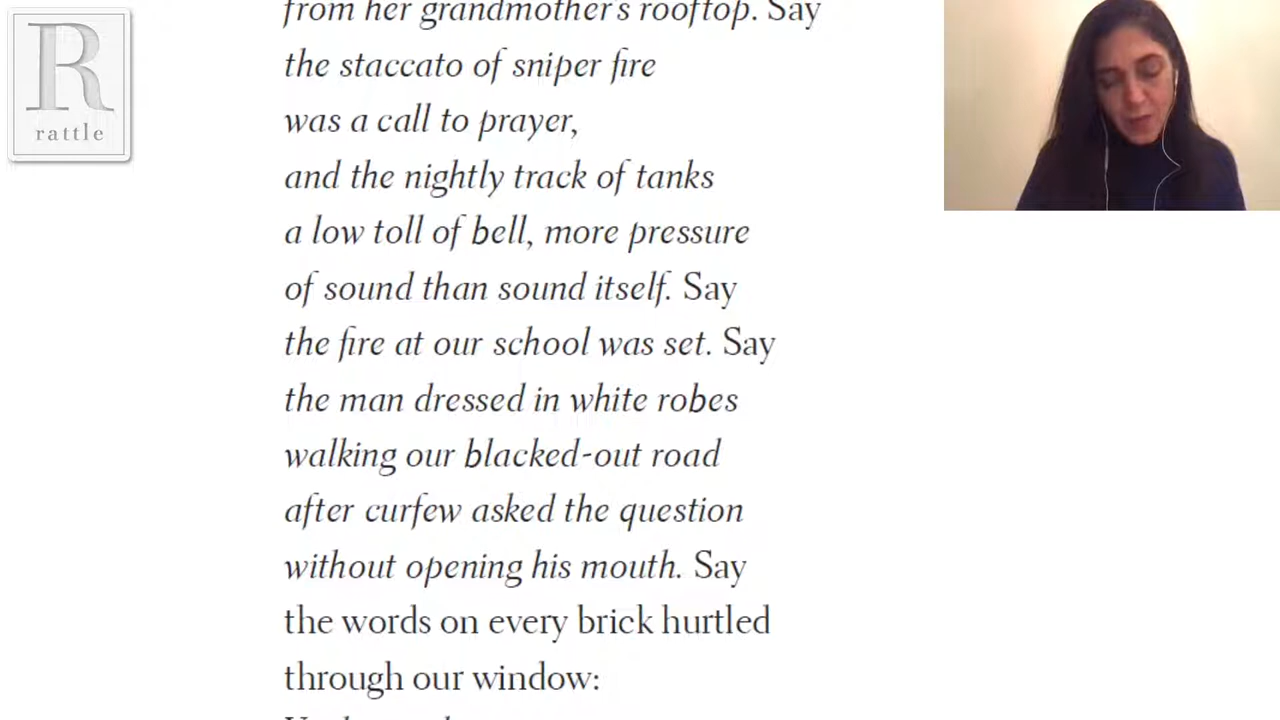 R
rattle
from her grandmother's rooftop. Say
the staccato of sniper fire
was a call to prayer,
and the nightly track of tanks
a low toll of bell, more pressure
of sound than sound itself. Say
the fire at our school was set. Say
the man dressed in white robes
walking our blacked-out road
after curfew asked the question
without opening his mouth. Say
the words on every brick hurtled
through our window: